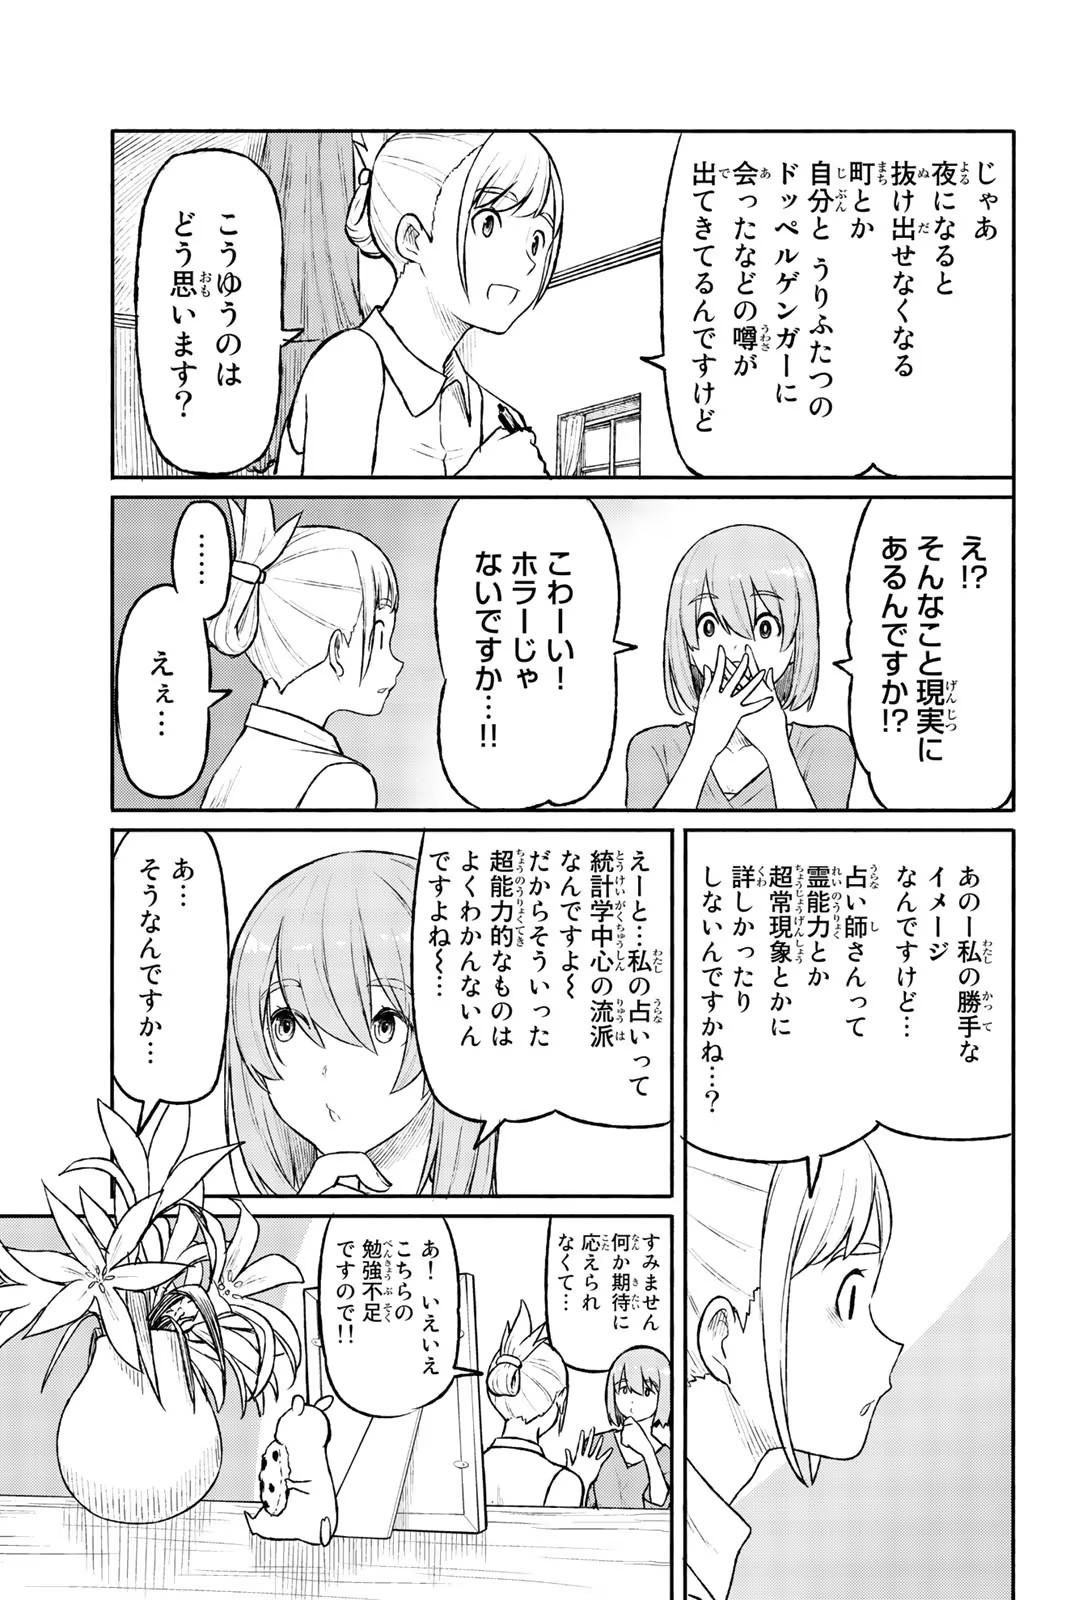 じゃあ
夜になると
抜け出せなくなる
町とか
自分とうりふたつの
ドッペルゲンガーに
会ったなどの噂が
出てきてるんですけど
こうゆうのは
どう思います？
え!?
そんなこと現実に
あるんですか!?
こわーい！
ホラーじゃ
ないですか…!!
……
えぇ…
あのー私の勝手な
イメージ
なんですけど…
占い師さんって
霊能力とか
超常現象とかに
詳しかったり
しないんですかね…？
えーと…私の占いって
統計学中心の流派
なんですよ～
だからそういった
超能力的なものは
よくわかんないん
ですよね～…
あ…
そうなんですか…
すみません
何か期待に
応えられ
なくて…
あ！いえいえ
こちらの
勉強不足
ですので!!